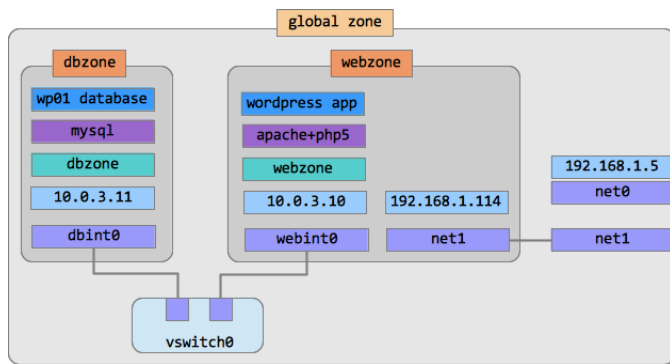 global zone
dbzone
wp01 database
mysql
dbzone
10.0.3.11
dbint0
webzone
wordpress app
apache+php5
webzone
10.0.3.10
192.168.1.114
webint0
net1
192.168.1.5
net0
net1
vswitch0